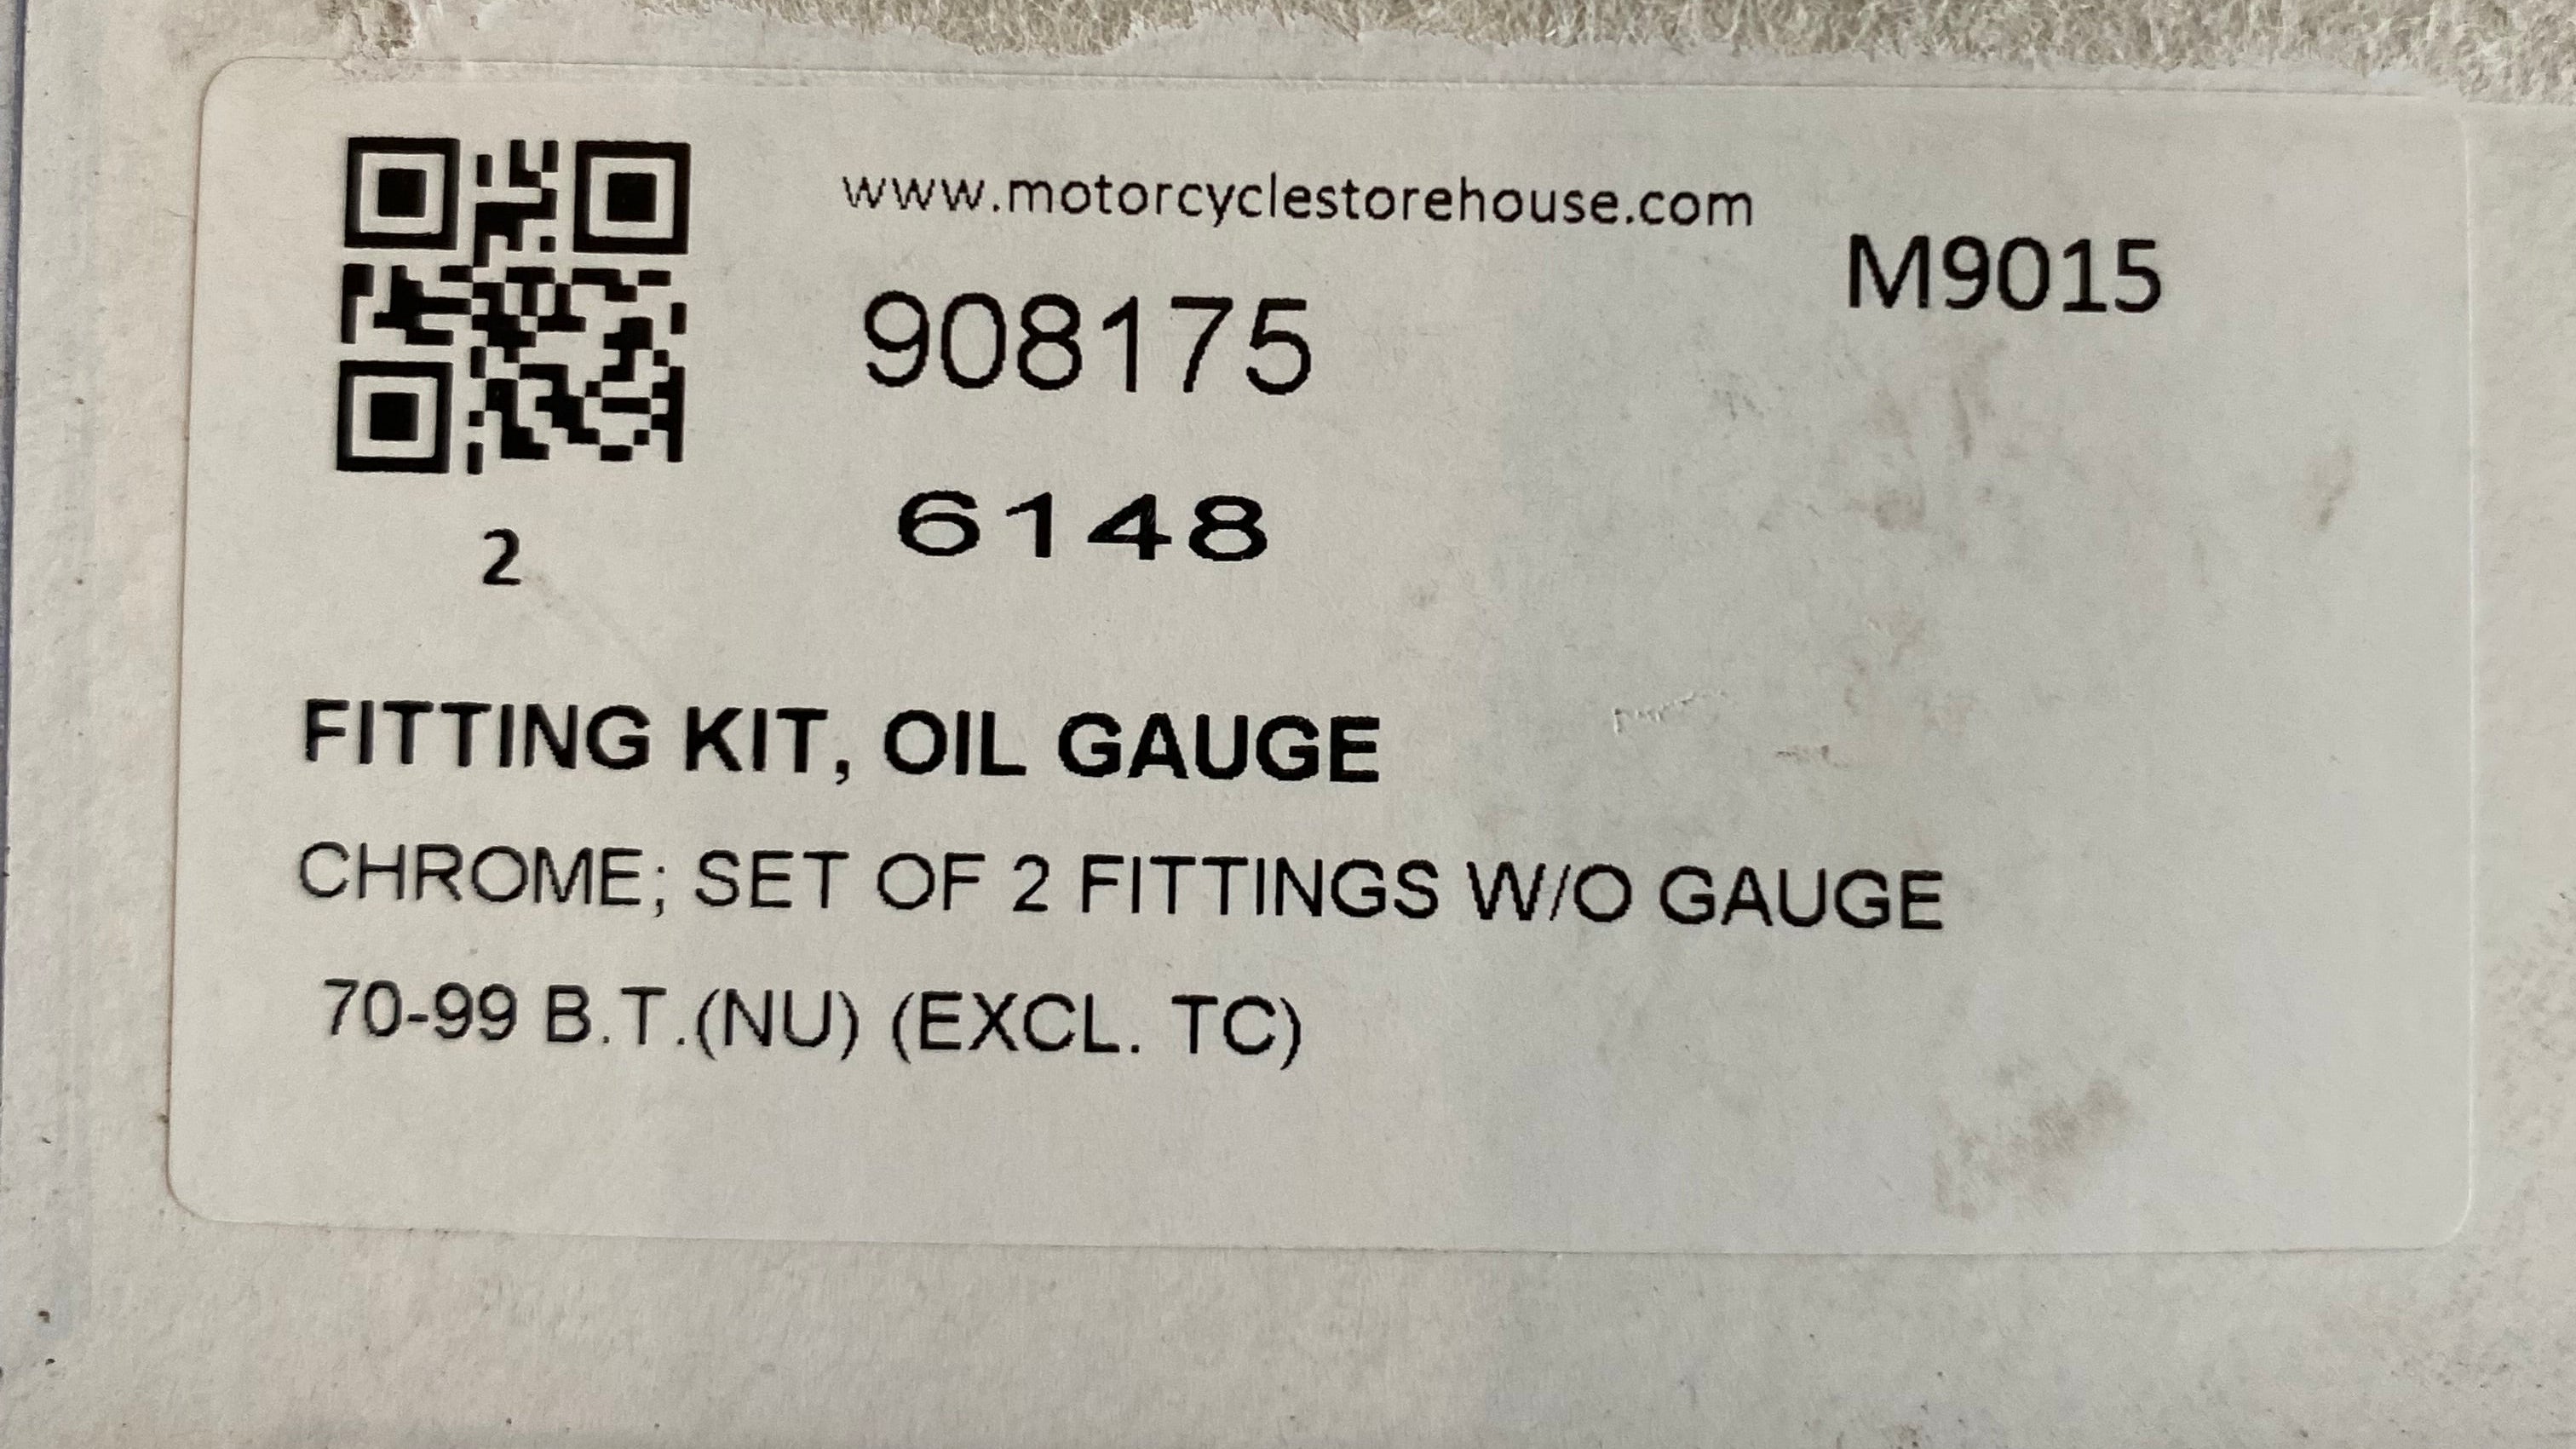 www.motorcyclestorehouse.com
M9015
908175
6148
2
FITTING KIT, OIL GAUGE
CHROME; SET OF 2 FITTINGS W/O GAUGE
70-99 B.T.(NU) (EXCL. TC)